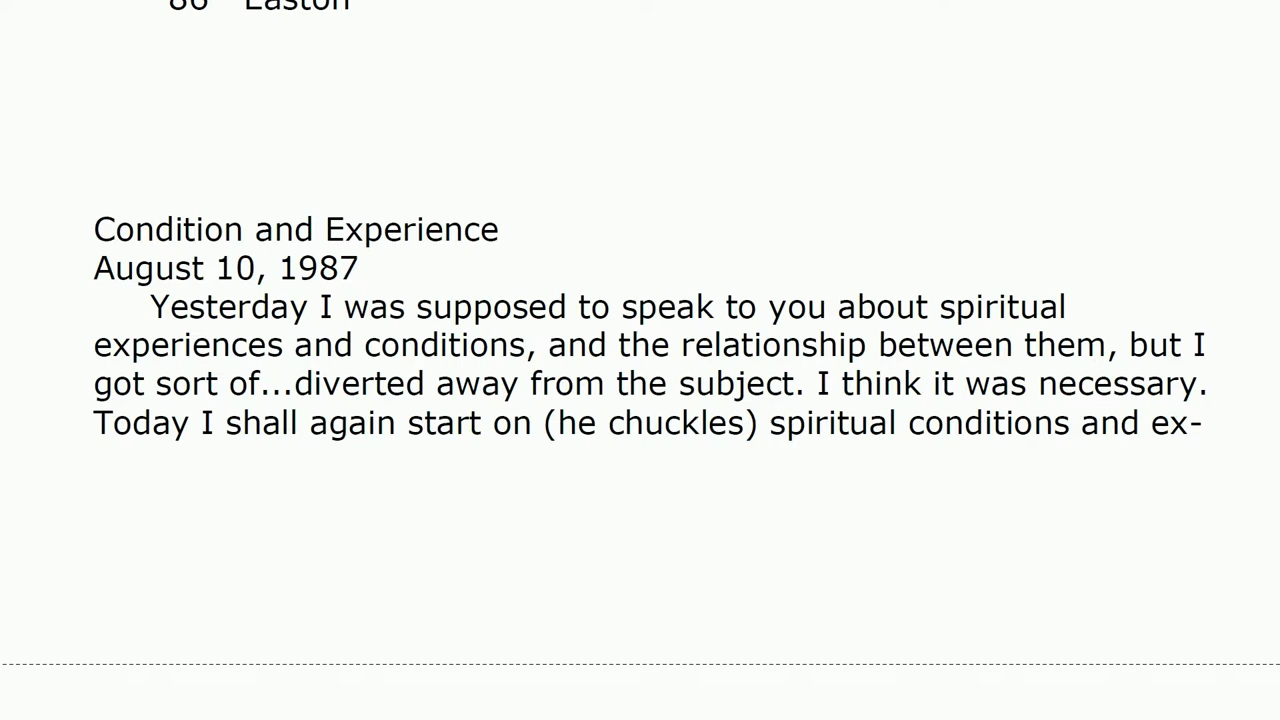 86 Easton
Condition and Experience
August 10, 1987
Yesterday I was supposed to speak to you about spiritual
experiences and conditions, and the relationship between them, but I
got sort of...diverted away from the subject. I think it was necessary.
Today I shall again start on (he chuckles) spiritual conditions and ex-